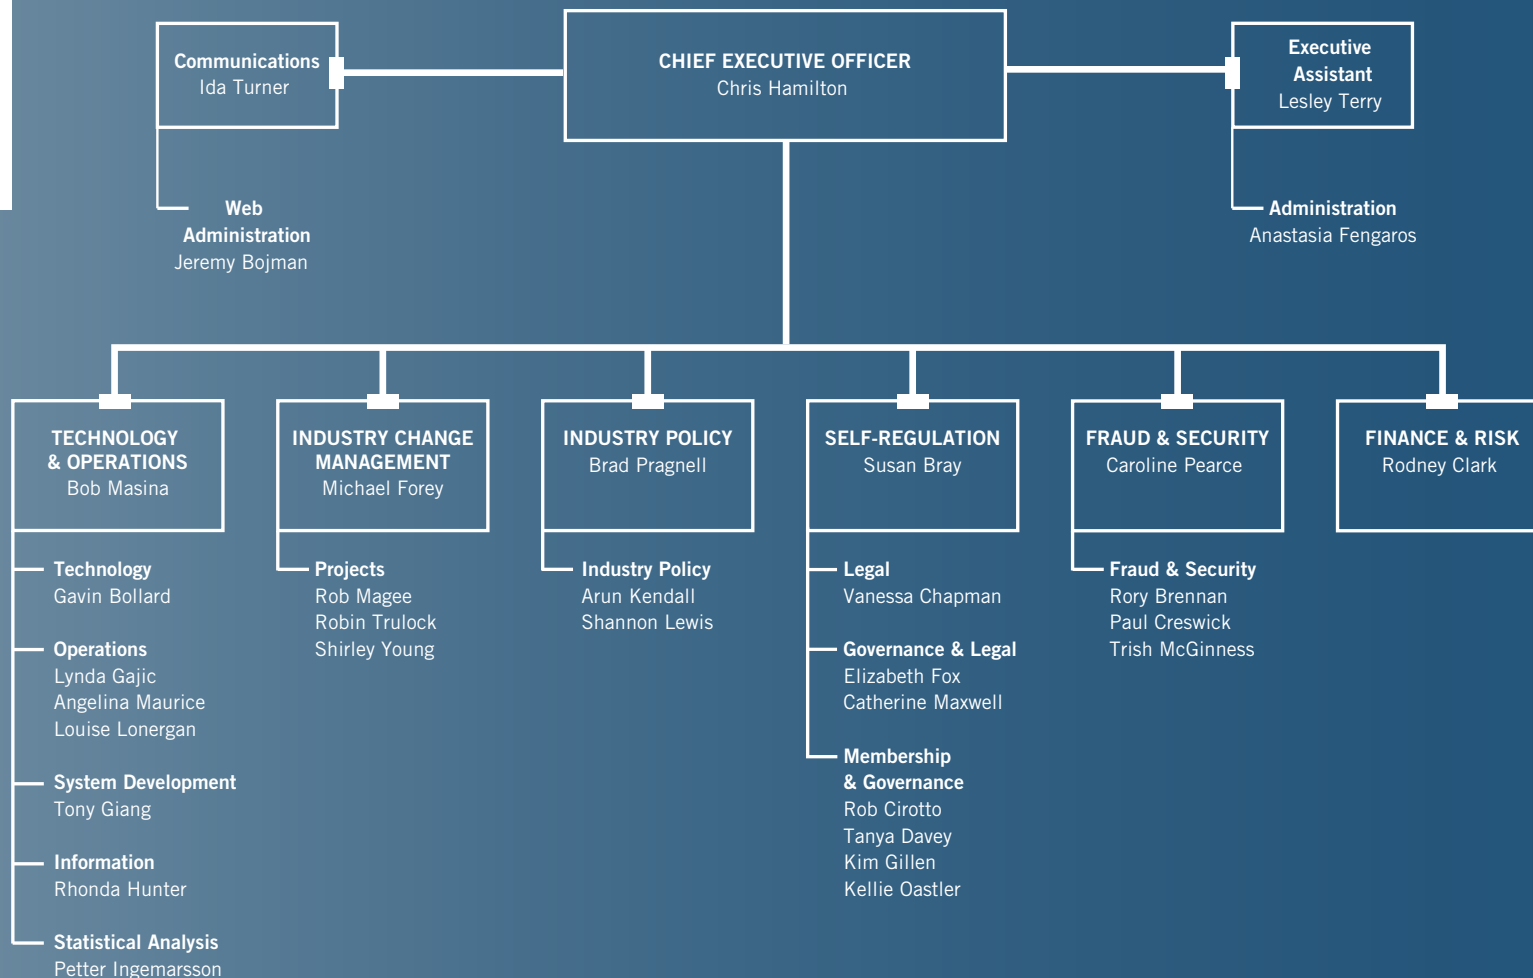 Communications
Ida Turner
CHIEF EXECUTIVE OFFICER
Chris Hamilton
Executive
Assistant
Lesley Terry
Web
Administration
Jeremy Bojman
Administration
Anastasia Fengaros
TECHNOLOGY
& OPERATIONS
Bob Masina
INDUSTRY CHANGE
MANAGEMENT
Michael Forey
INDUSTRY POLICY
Brad Pragnell
SELF-REGULATION
Susan Bray
FRAUD & SECURITY
Caroline Pearce
FINANCE & RISK
Rodney Clark
Technology
Gavin Bollard
Operations
Lynda Gajic
Angelina Maurice
Louise Lonergan
System Development
Tony Giang
Information
Rhonda Hunter
Statistical Analysis
Petter Ingemarsson
Projects
Rob Magee
Robin Trulock
Shirley Young
Industry Policy
Arun Kendall
Shannon Lewis
Legal
Vanessa Chapman
Governance & Legal
Elizabeth Fox
Catherine Maxwell
Membership
& Governance
Rob Cirotto
Tanya Davey
Kim Gillen
Kellie Oastler
Fraud & Security
Rory Brennan
Paul Creswick
Trish McGinness